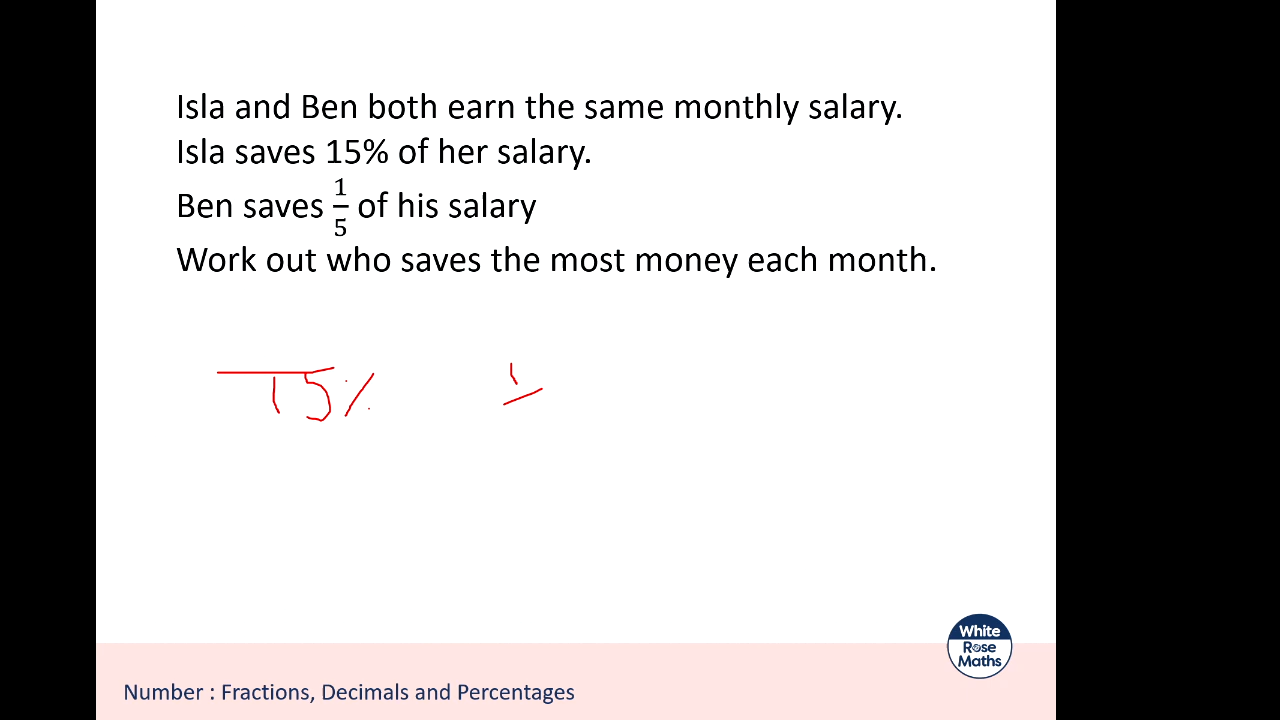 Isla and Ben both earn the same monthly salary.
Isla saves 15% of her salary.
Ben saves 1/5 of his salary
Work out who saves the most money each month.
15% 1
White
Rose
Maths
Number : Fractions, Decimals and Percentages